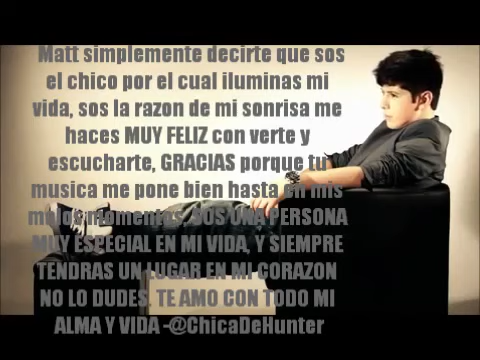 Matt simplemente decirte que sos
el chico por el cual iluminas mi
vida, sos la razon de mi sonrisa me
haces MUY FELIZ con verte y
escucharte, GRACIAS porque tu
musica me pone bien hasta en mis
malos momentos. SOS UNA PERSONA
MUY ESPECIAL EN MI VIDA, Y SIEMPRE
TENDRAS UN LUGAR EN MI CORAZON
NO LO DUDES. TE AMO CON TODO MI
ALMA Y VIDA -@ChicaDeHunter